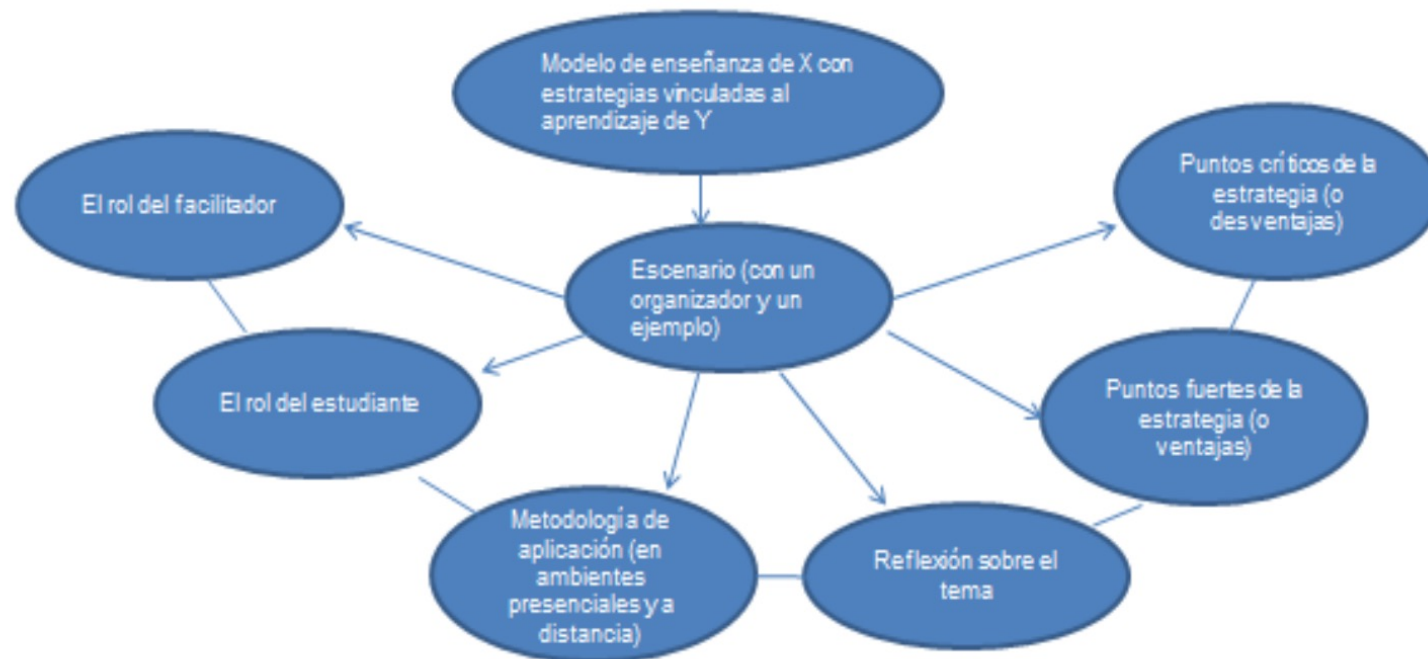 Modelo de enseñanza de X con
estrategias vinculadas al
aprendizaje de Y
El rol del facilitador
Puntos críticos de la
estrategia (o
desventajas)
Escenario (con un
organizador y un
ejemplo)
El rol del estudiante
Puntos fuertes de la
estrategia (o
ventajas)
Metodología de
aplicación (en
ambientes
presenciales y a
distancia)
Reflexión sobre el
tema